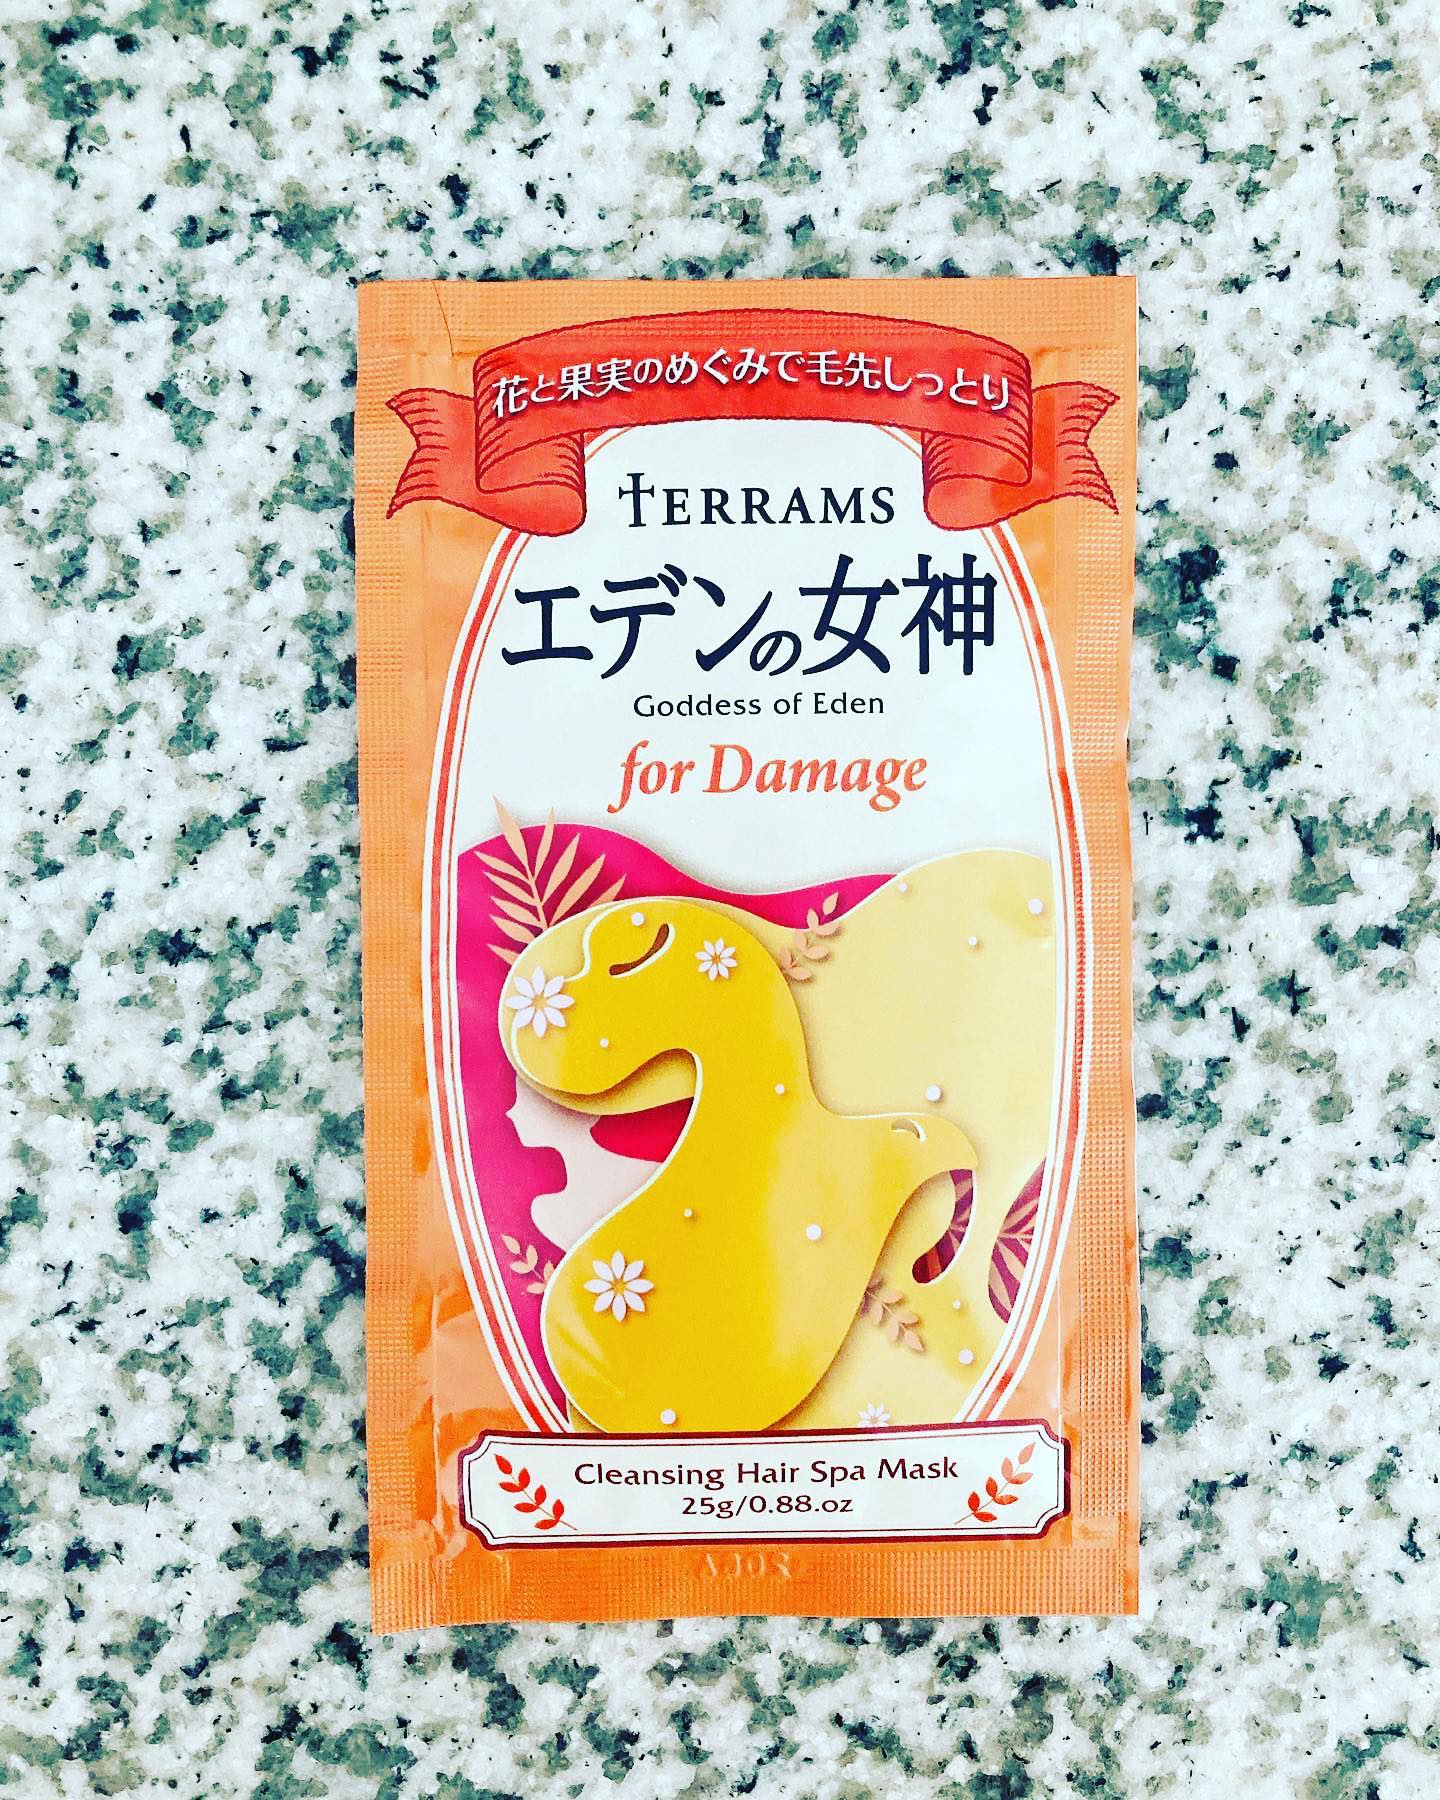 花と果実のめぐみで毛先しっとり
TERRAMS
エデンの女神
Goddess of Eden
for Damage
Cleansing Hair Spa Mask
25g/0.88.oz